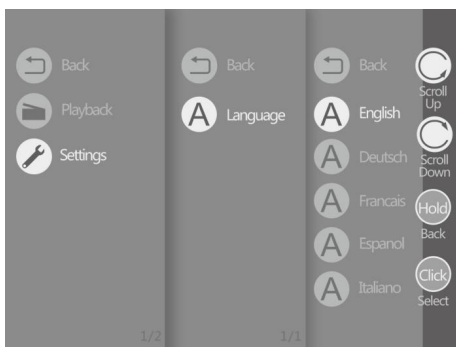 Back
Playback
Settings
1/2
Back
A Language
1/1
Back
A English
A Deutsch
A Francais
A Espanol
A Italiano
Scroll
Up
Scroll
Down
Hold
Back
Click
Select